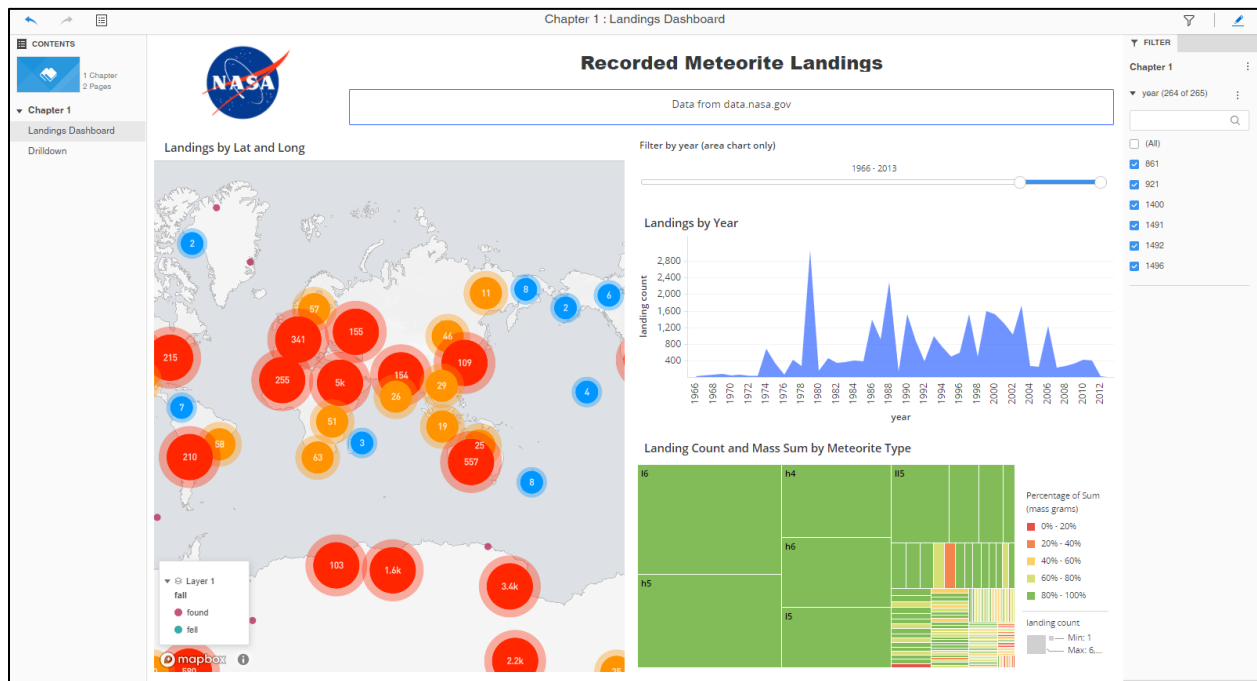 Chapter 1 : Landings Dashboard
CONTENTS
1 Chapter
2 Pages
Chapter 1
Landings Dashboard
Drilldown
NASA
Recorded Meteorite Landings
Data from data.nasa.gov
Landings by Lat and Long
2
57
11
8
2
6
341
155
46
215
255
5k
154
109
26
29
4
7
51
19
58
3
25
210
63
557
8
103
1.6k
3.4k
2.2k
Layer 1
fall
found
fell
mapbox
Filter by year (area chart only)
1966 - 2013
Landings by Year
landing count
2,800
2,400
2,000
1,600
1,200
800
400
1966
1968
1970
1972
1974
1976
1978
1980
1982
1984
1986
1988
1990
1992
1994
1996
1998
2000
2002
2004
2006
2008
2010
2012
year
Landing Count and Mass Sum by Meteorite Type
l6
h4
ll5
h6
h5
l5
Percentage of Sum
(mass grams)
0% - 20%
20% - 40%
40% - 60%
60% - 80%
80% - 100%
landing count
Min: 1
Max: 6,...
FILTER
Chapter 1
year (264 of 265)
(All)
861
921
1400
1491
1492
1496